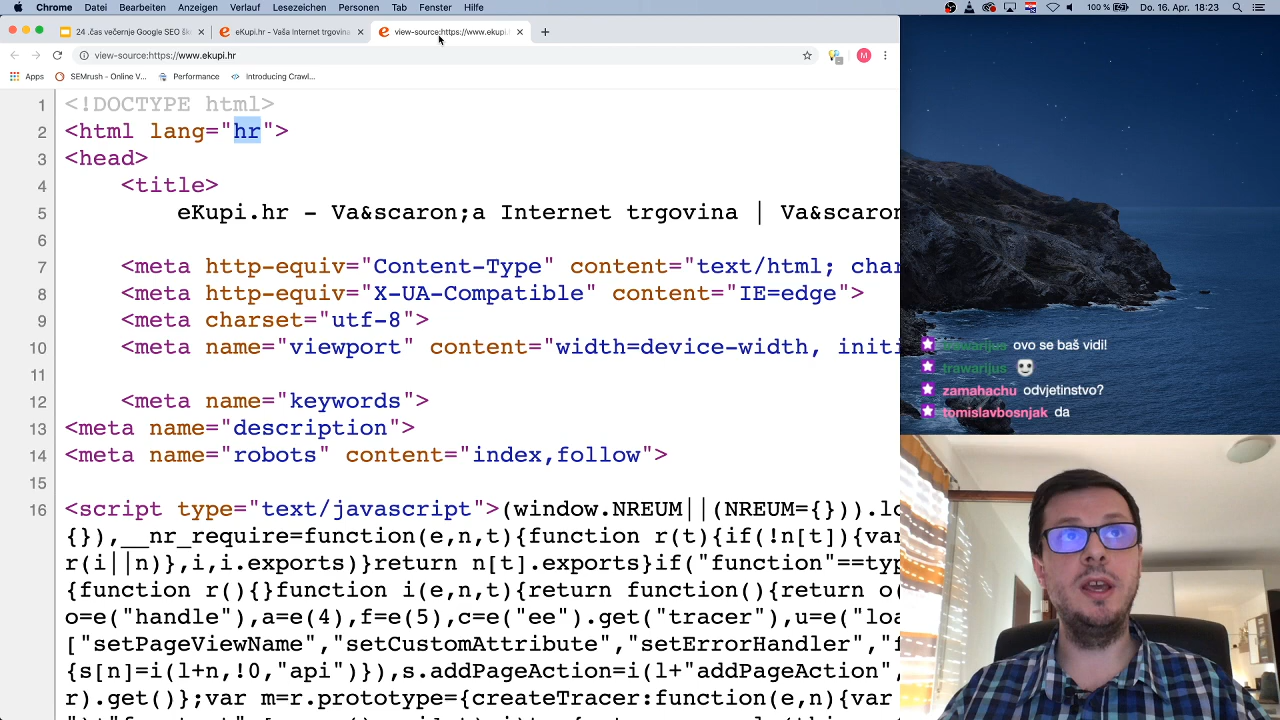 Chrome Datei Bearbeiten Anzeigen Verlauf Lesezeichen Personen Tab Fenster Hilfe 100 % Do. 16. Apr. 18:23
24 .čas večernje Google SEO šk eKupi.hr - Vaša Internet trgovina view-source:https://www.ekupi.
view-source:https://www.ekupi.hr M
Apps SEMrush - Online V... Performance Introducing Crawl...
1 <!DOCTYPE html>
2 <html lang="hr">
3 <head>
4 <title>
5 eKupi.hr - Va&scaron;a Internet trgovina | Va&scaron
6
7 <meta http-equiv="Content-Type" content="text/html; char
8 <meta http-equiv="X-UA-Compatible" content="IE=edge">
9 <meta charset="utf-8">
10 <meta name="viewport" content="width=device-width, initi
11
12 <meta name="keywords">
13 <meta name="description">
14 <meta name="robots" content="index,follow">
15
16 <script type="text/javascript">(window.NREUM||(NREUM={})).lo
{}),__nr_require=function(e,n,t){function r(t){if(!n[t]){var
r(i||n)},i,i.exports)}return n[t].exports}if("function"==typ
{function r(){}function i(e,n,t){return function(){return o(
o=e("handle"),a=e(4),f=e(5),c=e("ee").get("tracer"),u=e("loa
["setPageViewName","setCustomAttribute","setErrorHandler","f
{s[n]=i(l+n,!0,"api")}),s.addPageAction=i(l+"addPageAction",
r).get()};var m=r.prototype={createTracer:function(e,n){var
trawarijus ovo se baš vidi!
trawarijus
zamahachu odvjetinstvo?
tomislavbosnjak da